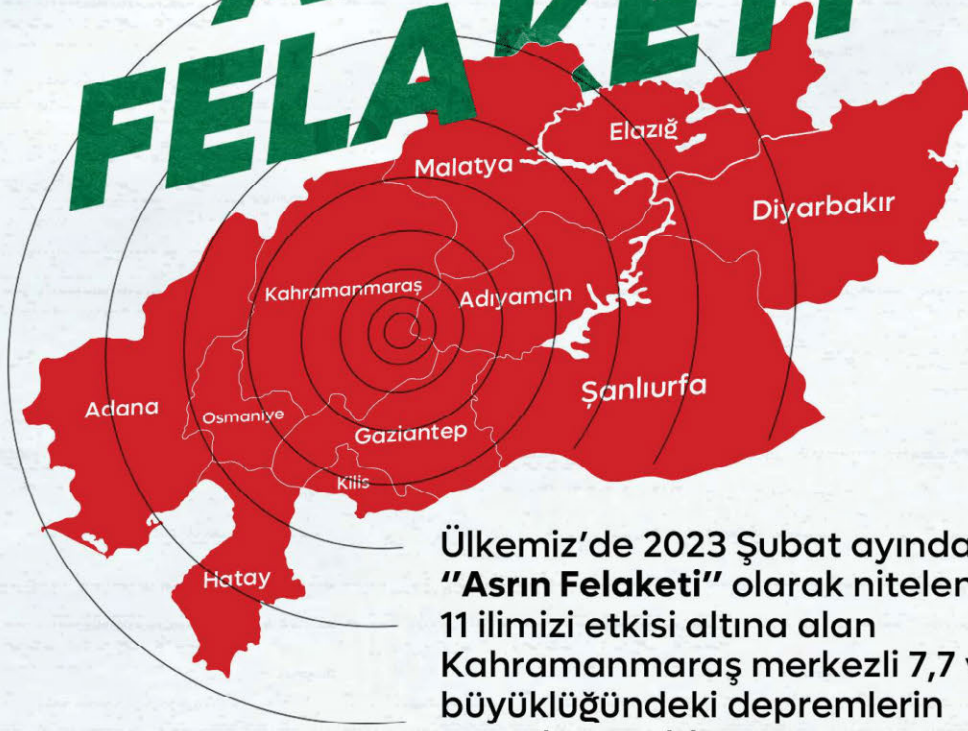 FELAKETİ
Elazığ
Malatya
Diyarbakır
Kahramanmaraş
Adıyaman
Şanlıurfa
Adana
Osmaniye
Gaziantep
Kilis
Hatay
Ülkemiz’de 2023 Şubat ayında
‘’Asrın Felaketi’’ olarak nitelen
11 ilimizi etkisi altına alan
Kahramanmaraş merkezli 7,7 v
büyüklüğündeki depremlerin